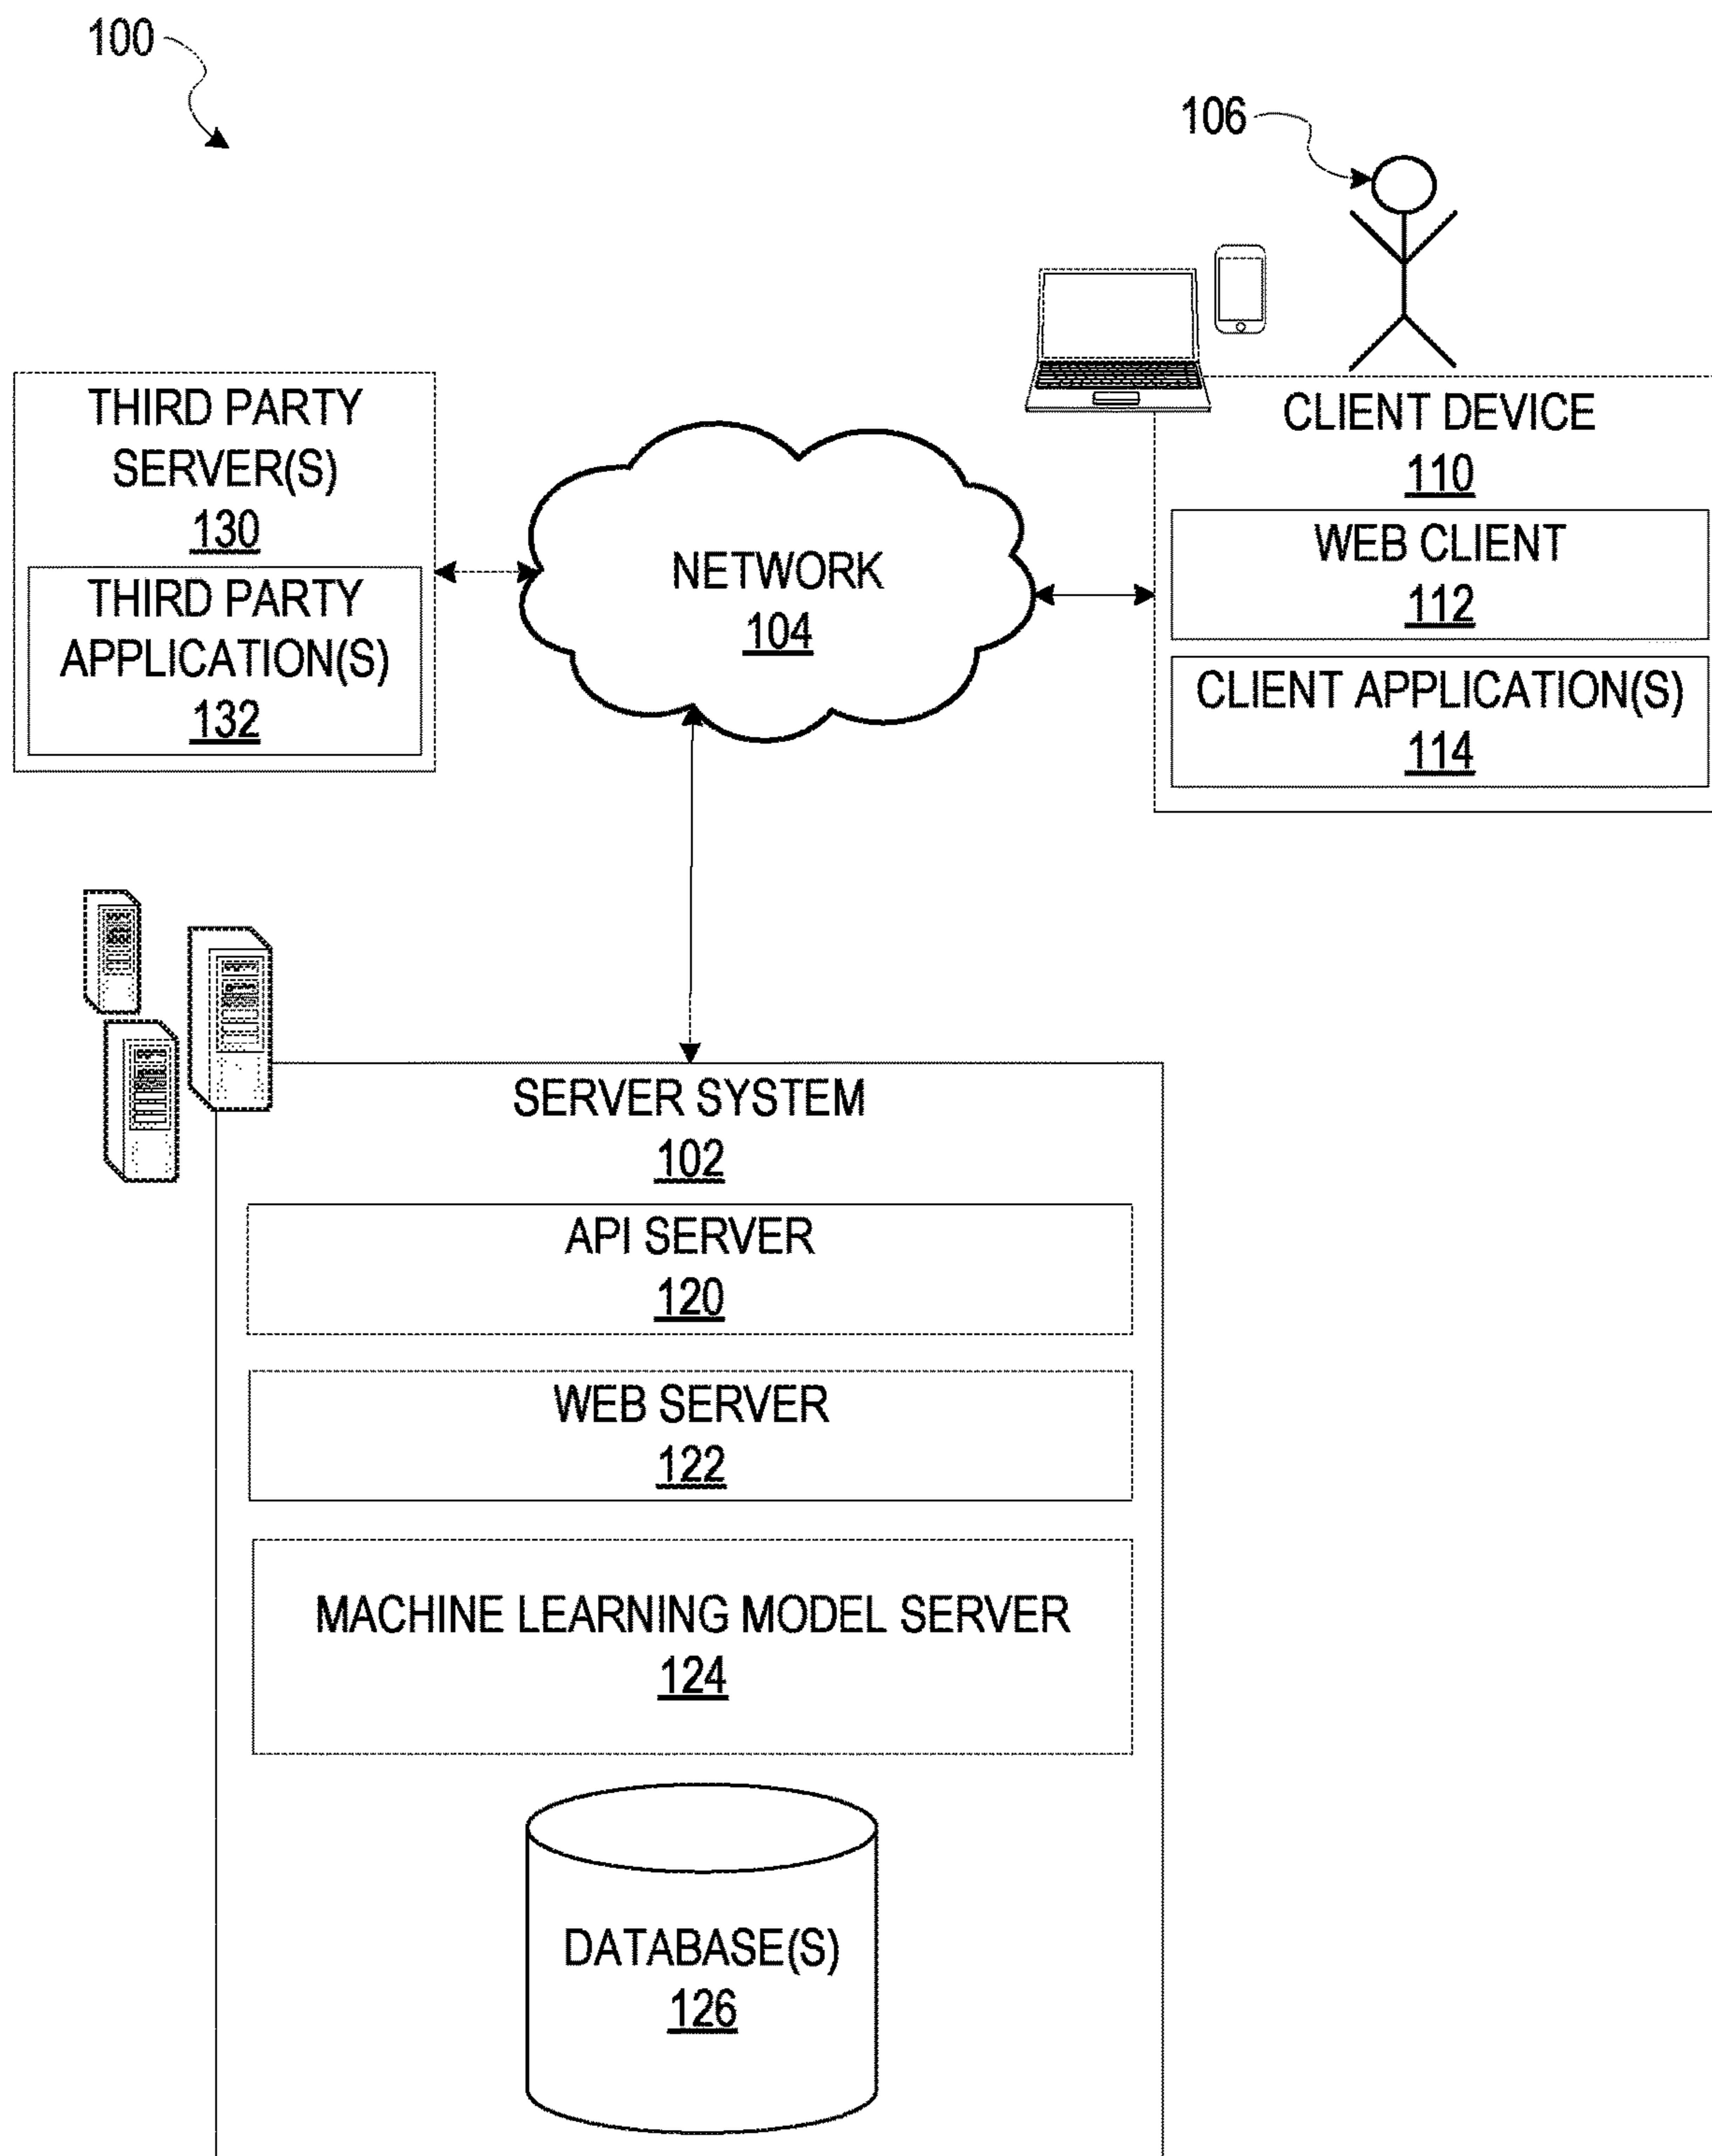 100
106
THIRD PARTY
SERVER(S)
130
THIRD PARTY
APPLICATION(S)
132
NETWORK
104
CLIENT DEVICE
110
WEB CLIENT
112
CLIENT APPLICATION(S)
114
SERVER SYSTEM
102
API SERVER
120
WEB SERVER
122
MACHINE LEARNING MODEL SERVER
124
DATABASE(S)
126